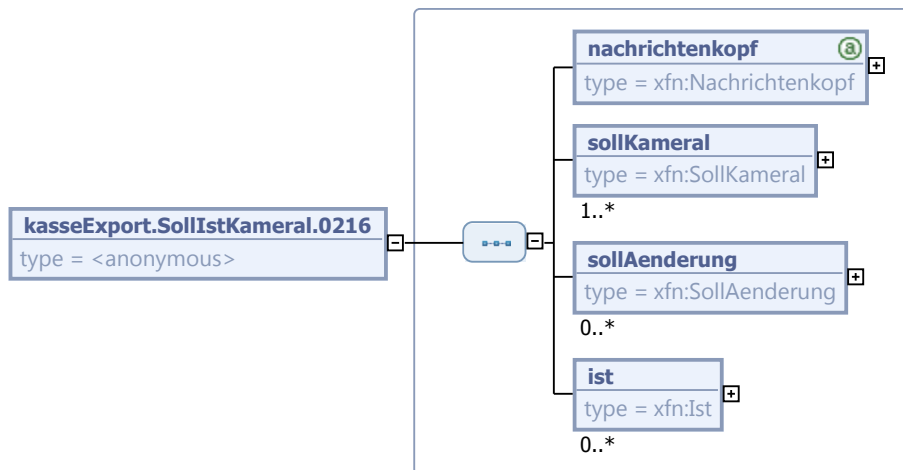 nachrichtenkopf
type = xfn:Nachrichtenkopf
sollKameral
type = xfn:SollKameral
1..*
kasseExport.SollIstKameral.0216
type = <anonymous>
sollAenderung
type = xfn:SollAenderung
0..*
ist
type = xfn:Ist
0..*